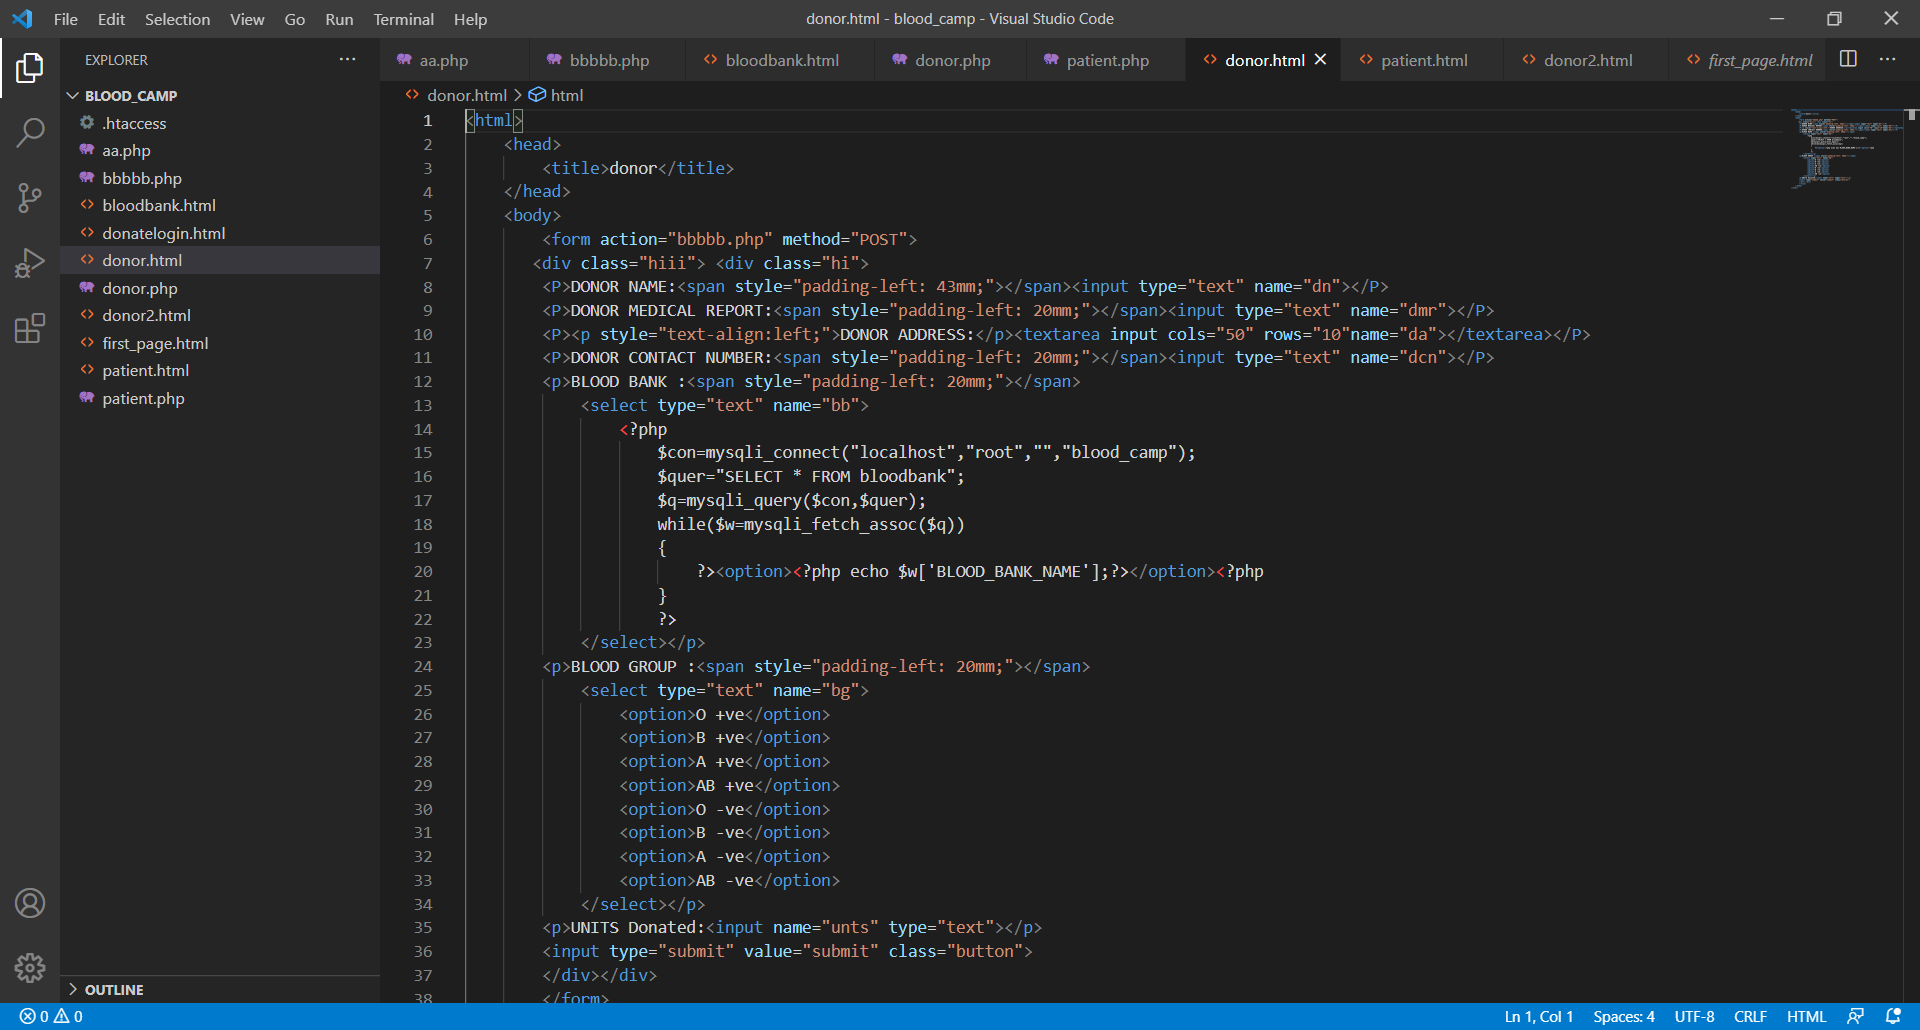 File Edit Selection View Go Run Terminal Help
donor.html - blood_camp - Visual Studio Code
EXPLORER
BLOOD_CAMP
.htaccess
aa.php
bbbbb.php
bloodbank.html
donatelogin.html
donor.html
donor.php
donor2.html
first_page.html
patient.html
patient.php
OUTLINE
aa.php bbbbb.php bloodbank.html donor.php patient.php donor.html patient.html donor2.html first_page.html
donor.html > html
1 <html>
2 <head>
3 <title>donor</title>
4 </head>
5 <body>
6 <form action="bbbbb.php" method="POST">
7 <div class="hiii"> <div class="hi">
8 <P>DONOR NAME:<span style="padding-left: 43mm;"></span><input type="text" name="dn"></P>
9 <P>DONOR MEDICAL REPORT:<span style="padding-left: 20mm;"></span><input type="text" name="dmr"></P>
10 <P><p style="text-align:left;">DONOR ADDRESS:</p><textarea input cols="50" rows="10"name="da"></textarea></P>
11 <P>DONOR CONTACT NUMBER:<span style="padding-left: 20mm;"></span><input type="text" name="dcn"></P>
12 <p>BLOOD BANK :<span style="padding-left: 20mm;"></span>
13 <select type="text" name="bb">
14 <?php
15 $con=mysqli_connect("localhost","root","","blood_camp");
16 $quer="SELECT * FROM bloodbank";
17 $q=mysqli_query($con,$quer);
18 while($w=mysqli_fetch_assoc($q))
19 {
20 ?><option><?php echo $w['BLOOD_BANK_NAME'];?></option><?php
21 }
22 ?>
23 </select></p>
24 <p>BLOOD GROUP :<span style="padding-left: 20mm;"></span>
25 <select type="text" name="bg">
26 <option>O +ve</option>
27 <option>B +ve</option>
28 <option>A +ve</option>
29 <option>AB +ve</option>
30 <option>O -ve</option>
31 <option>B -ve</option>
32 <option>A -ve</option>
33 <option>AB -ve</option>
34 </select></p>
35 <p>UNITS Donated:<input name="unts" type="text"></p>
36 <input type="submit" value="submit" class="button">
37 </div></div>
38 </form>
0 0
Ln 1, Col 1 Spaces: 4 UTF-8 CRLF HTML